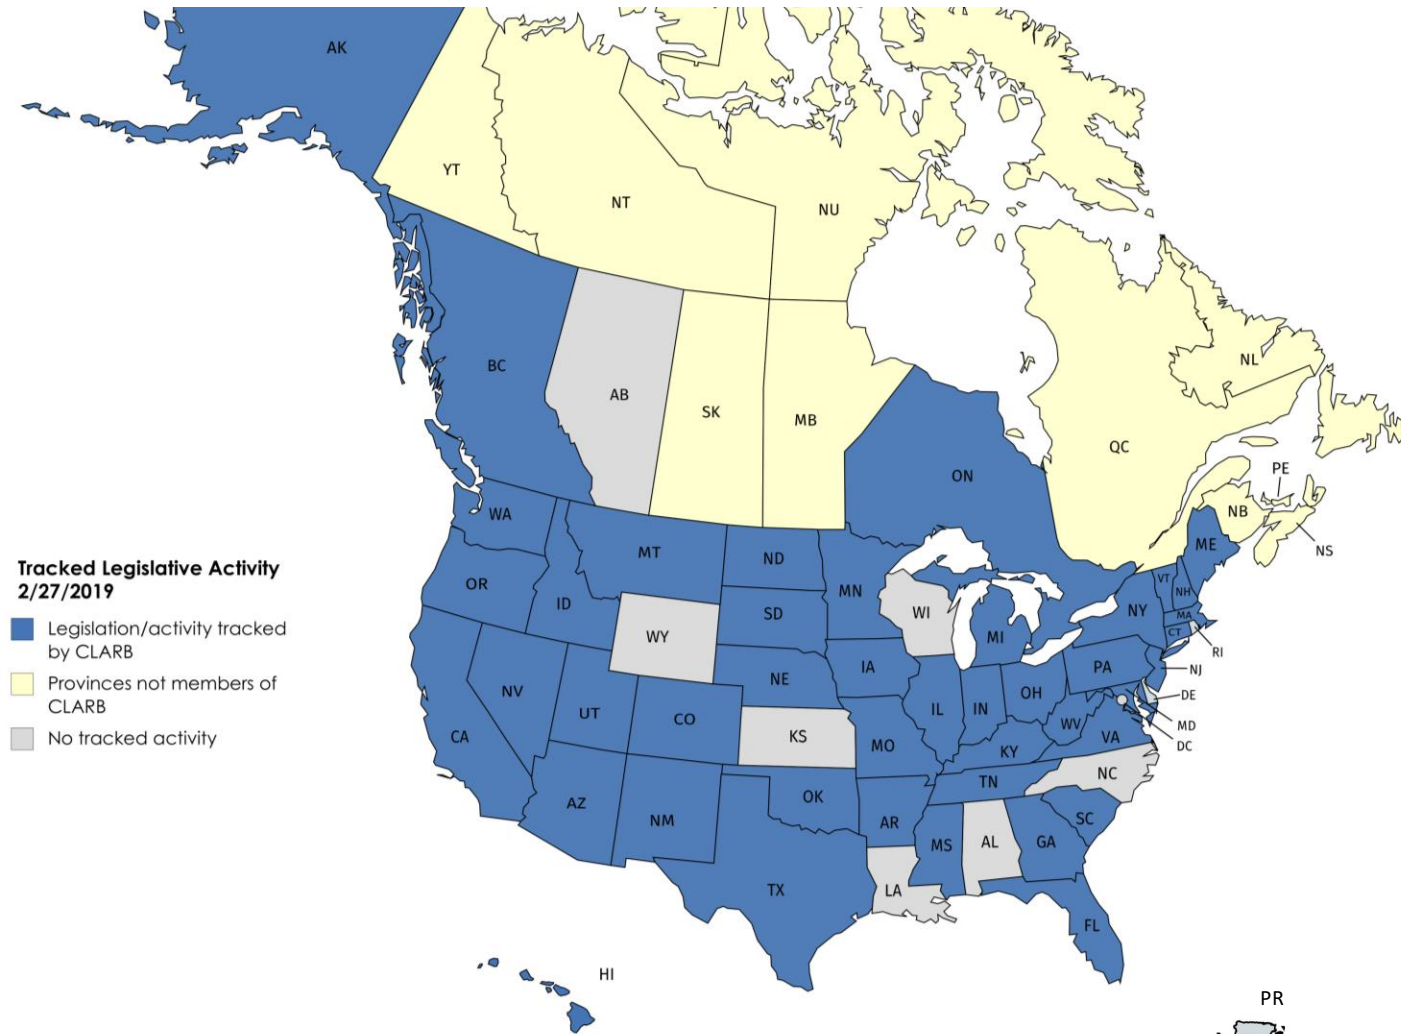 AK
YT
NT
NU
BC
AB
SK
MB
NL
QC
ON
PE
NB
NS
WA
MT
ND
ME
Tracked Legislative Activity
2/27/2019
Legislation/activity tracked
by CLARB
Provinces not members of
CLARB
No tracked activity
OR
ID
SD
MN
WI
MI
NY
VT
NH
MA
CT
RI
WY
IA
PA
NJ
NV
NE
IL
IN
OH
DE
UT
CO
KS
MO
WV
VA
MD
DC
CA
KY
NC
TN
AZ
NM
OK
AR
SC
MS
AL
GA
TX
LA
FL
HI
PR